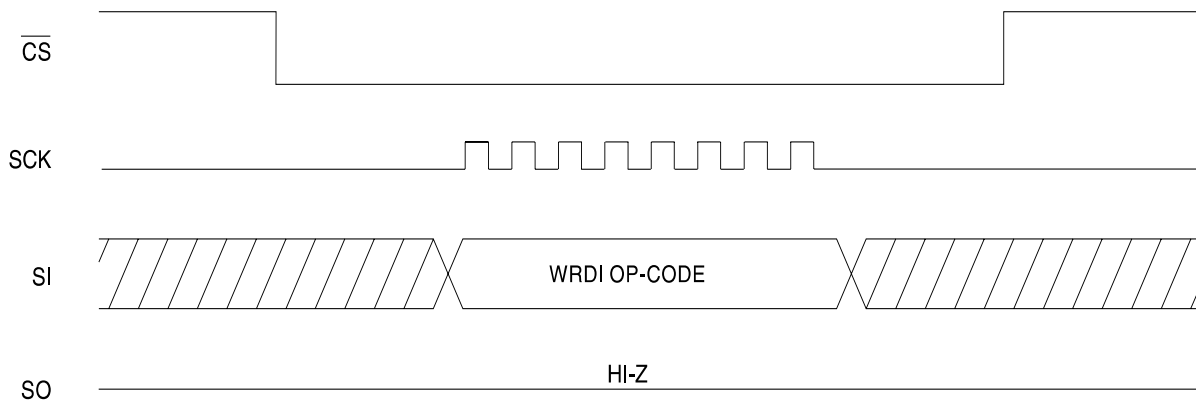 CS
SCK
SI
WRDI OP-CODE
HI-Z
SO